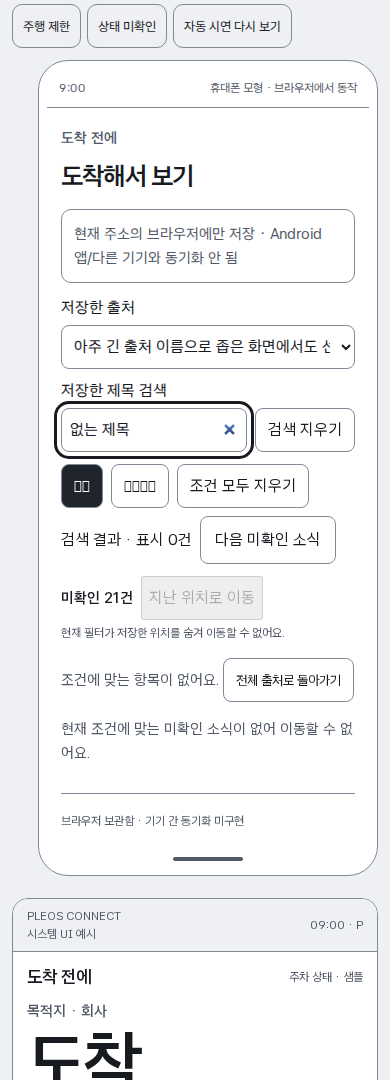 주행 제한
상태 미확인
자동 시연 다시 보기
9:00
휴대폰 모형 · 브라우저에서 동작
도착 전에
도착해서 보기
현재 주소의 브라우저에만 저장 · Android
앱/다른 기기와 동기화 안 됨
저장한 출처
아주 긴 출처 이름으로 좁은 화면에서도
저장한 제목 검색
없는 제목
검색 지우기
조건 모두 지우기
검색 결과 · 표시 0건
다음 미확인 소식
미확인 21건
지난 위치로 이동
현재 필터가 저장한 위치를 숨겨 이동할 수 없어요.
조건에 맞는 항목이 없어요.
전체 출처로 돌아가기
현재 조건에 맞는 미확인 소식이 없어 이동할 수 없
어요.
브라우저 보관함 · 기기 간 동기화 미구현
PLEOS CONNECT
시스템 UI 예시
09:00 · P
도착 전에
주차 상태 · 샘플
목적지 · 회사
도착